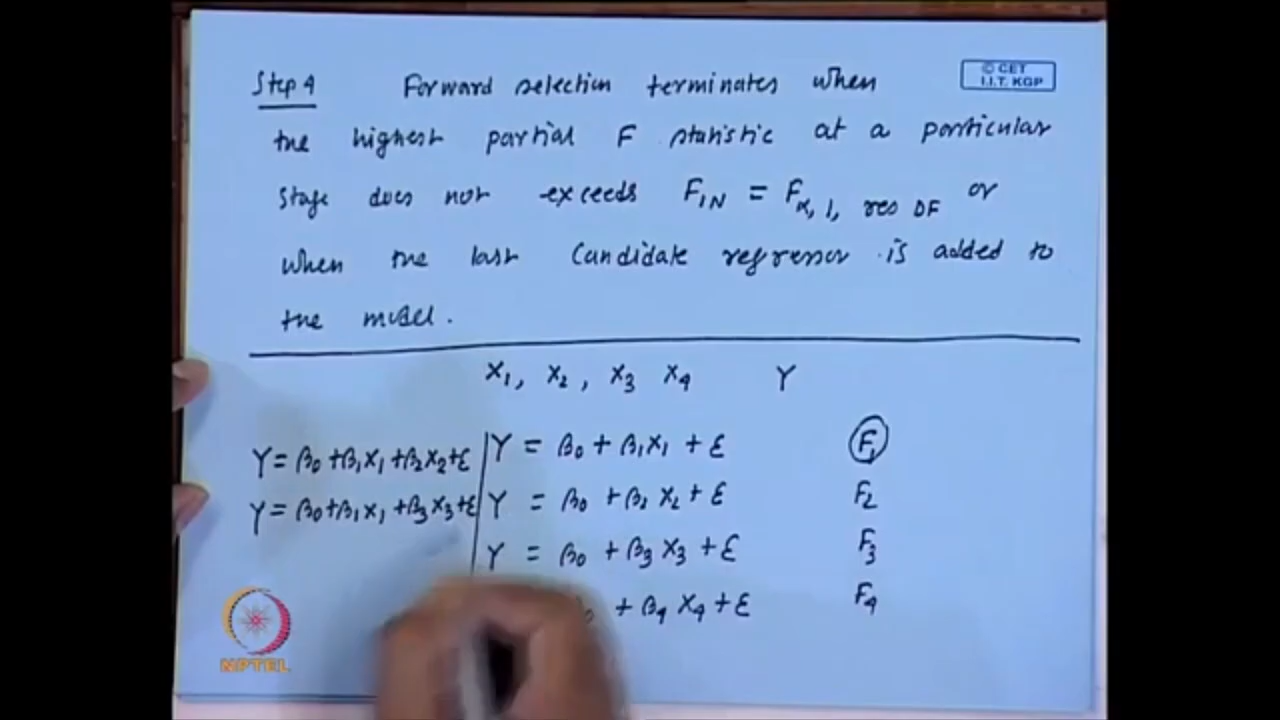 Step 4 Forward selection terminates when
© CET
I.I.T. KGP
the highest partial F statistic at a particular
stage does not exceeds F_IN = F_α, 1, res DF or
when the last candidate regressor is added to
the model.
X₁, X₂, X₃ X₄ Y
Y = β₀ + β₁X₁ + ε F₁
Y = β₀ + β₂ X₂ + ε F₂
Y = β₀ + β₃ X₃ + ε F₃
+ β₄ X₄ + ε F₄
Y = β₀ + β₁X₁ + β₂X₂ + ε
Y = β₀ + β₁X₁ + β₃X₃ + ε
NPTEL